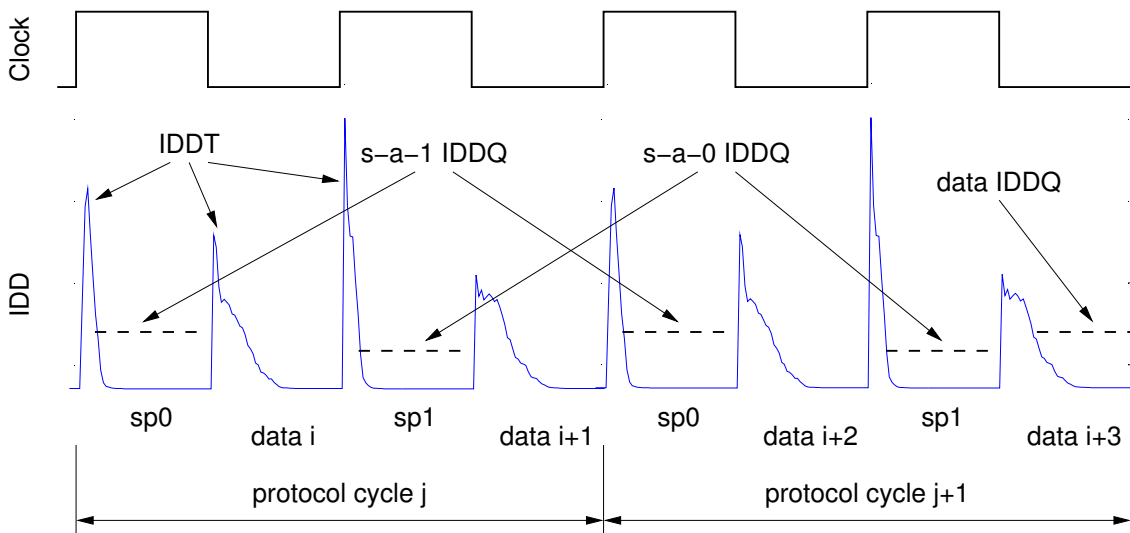 Clock
IDDT
s−a−1 IDDQ
s−a−0 IDDQ
data IDDQ
IDD
sp0
data i
sp1
data i+1
sp0
data i+2
sp1
data i+3
protocol cycle j
protocol cycle j+1